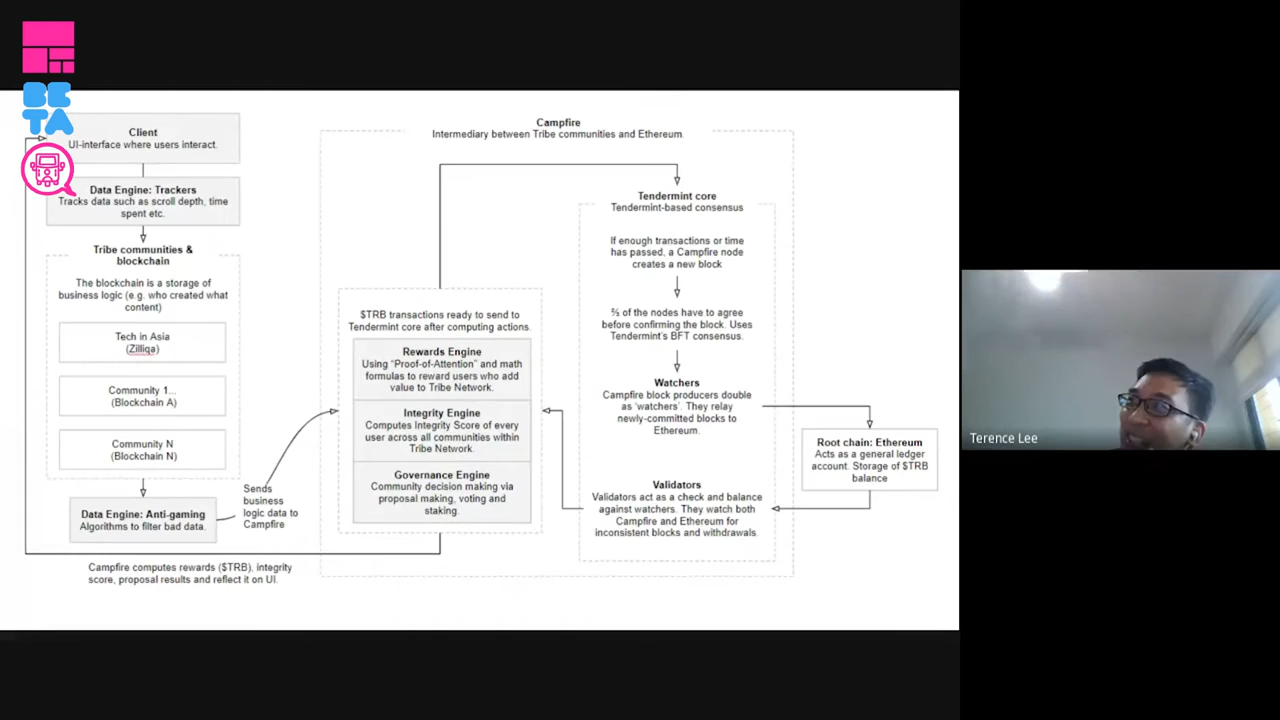 BE
TA
Client
UI-interface where users interact.
Data Engine: Trackers
Tracks data such as scroll depth, time
spent etc.
Tribe communities &
blockchain
The blockchain is a storage of
business logic (e.g. who created what
content)
Tech in Asia
(Zilliqa)
Community 1...
(Blockchain A)
Community N
(Blockchain N)
Data Engine: Anti-gaming
Algorithms to filter bad data.
Sends
business
logic data to
Campfire
Campfire computes rewards ($TRB), integrity
score, proposal results and reflect it on UI.
Campfire
Intermediary between Tribe communities and Ethereum.
$TRB transactions ready to send to
Tendermint core after computing actions.
Rewards Engine
Using “Proof-of-Attention” and math
formulas to reward users who add
value to Tribe Network.
Integrity Engine
Computes Integrity Score of every
user across all communities within
Tribe Network.
Governance Engine
Community decision making via
proposal making, voting and
staking.
Tendermint core
Tendermint-based consensus
If enough transactions or time
has passed, a Campfire node
creates a new block
⅔ of the nodes have to agree
before confirming the block. Uses
Tendermint's BFT consensus.
Watchers
Campfire block producers double
as ‘watchers’. They relay
newly-committed blocks to
Ethereum.
Validators
Validators act as a check and balance
against watchers. They watch both
Campfire and Ethereum for
inconsistent blocks and withdrawals.
Root chain: Ethereum
Acts as a general ledger
account. Storage of $TRB
balance
Terence Lee